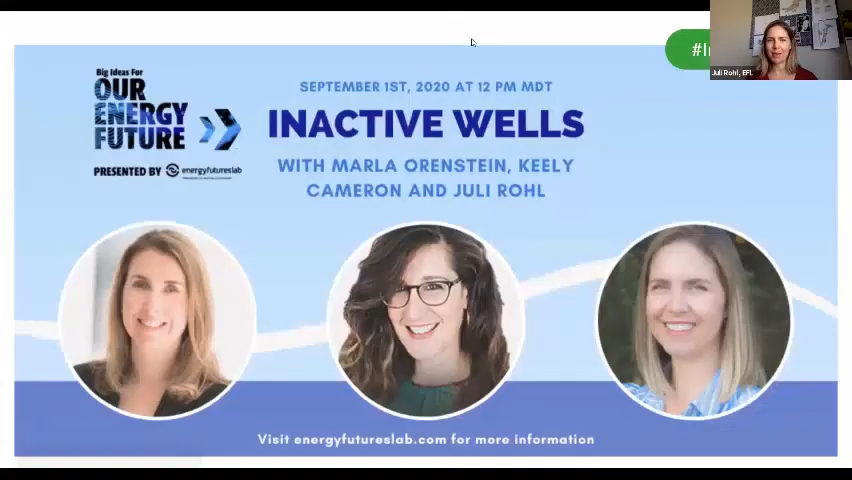 Big Ideas For
OUR
ENERGY
FUTURE
PRESENTED BY energyfutureslab
SEPTEMBER 1ST, 2020 AT 12 PM MDT
INACTIVE WELLS
WITH MARLA ORENSTEIN, KEELY
CAMERON AND JULI ROHL
Juli Rohl, EFL
Visit energyfutureslab.com for more information